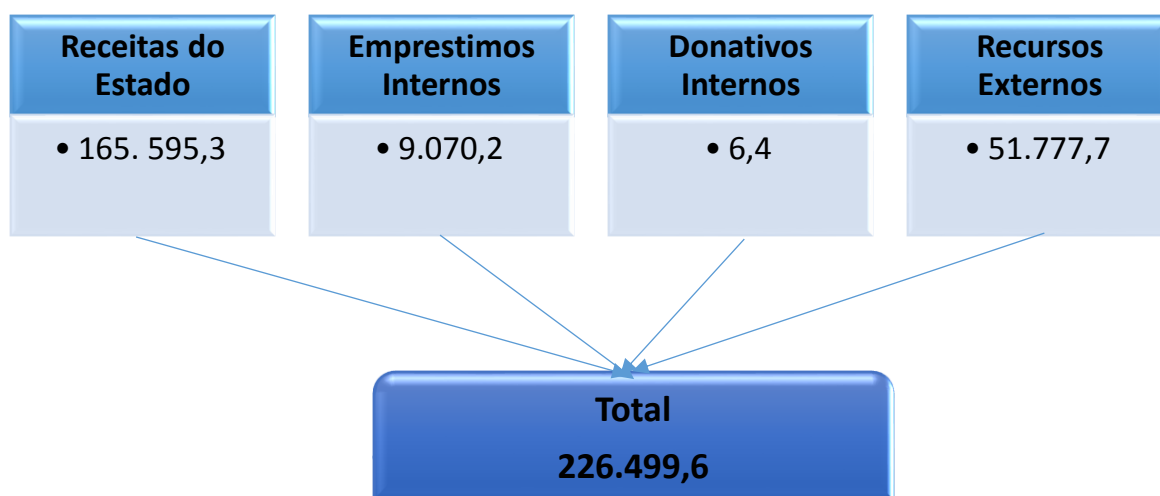 Receitas do
Estado
• 165. 595,3
Emprestimos
Internos
• 9.070,2
Donativos
Internos
• 6,4
Recursos
Externos
• 51.777,7
Total
226.499,6